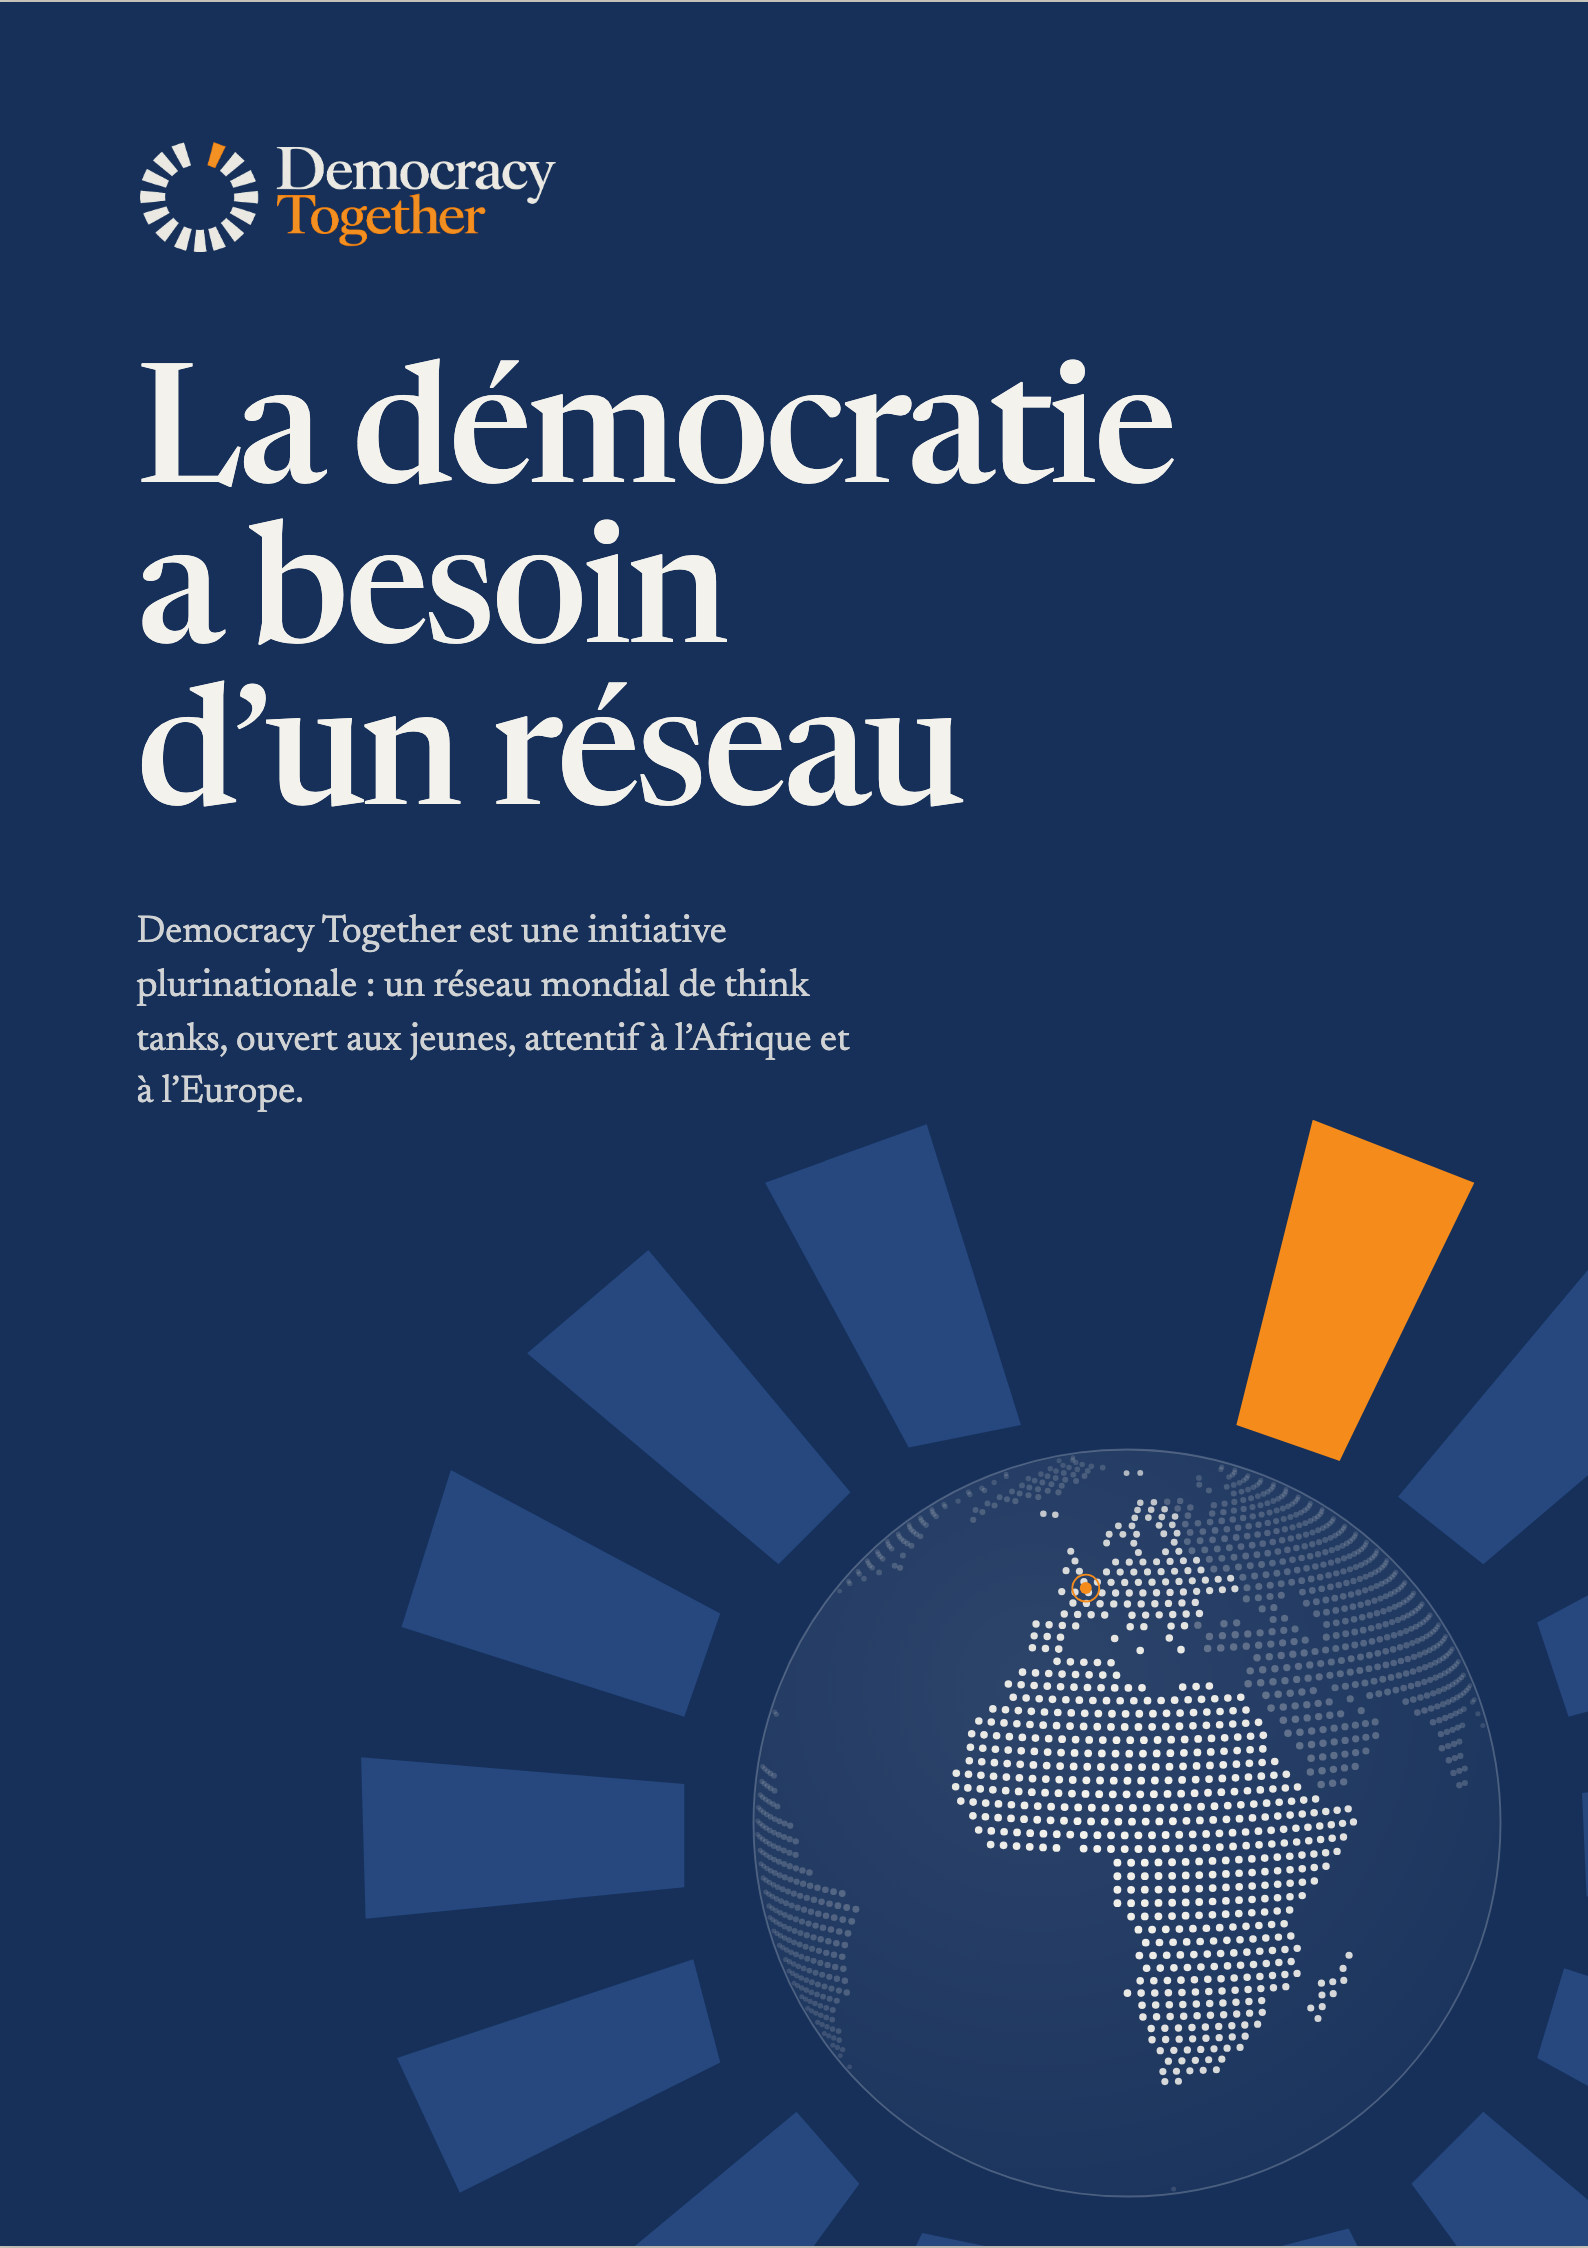 Democracy
Together
La démocratie
a besoin
d’un réseau
Democracy Together est une initiative
plurinationale : un réseau mondial de think
tanks, ouvert aux jeunes, attentif à l’Afrique et
à l’Europe.